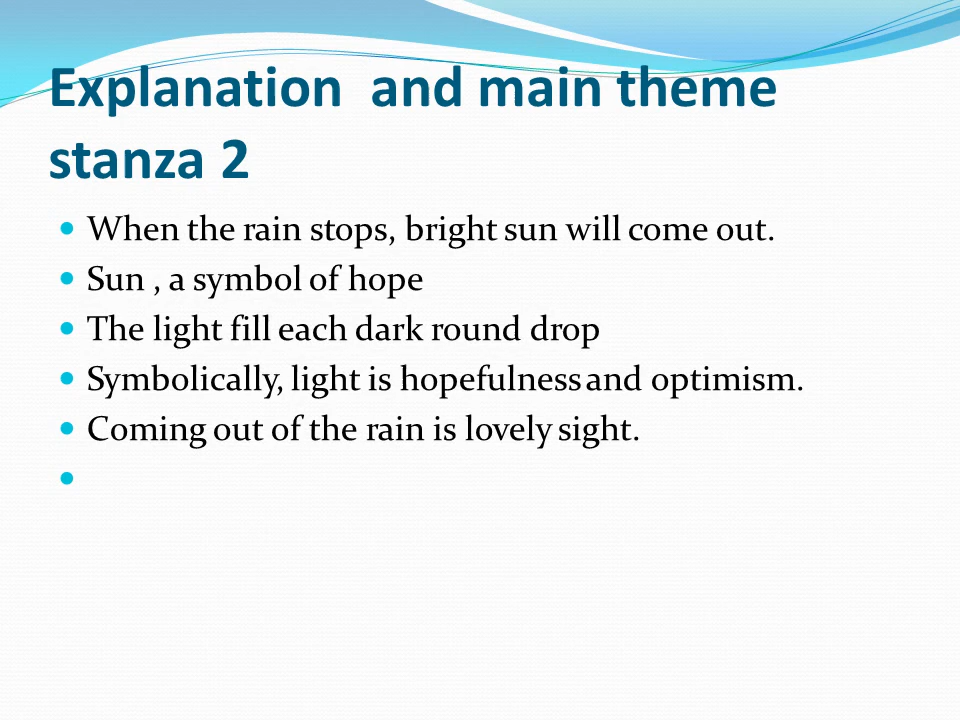 Explanation and main theme
stanza 2
When the rain stops, bright sun will come out.
Sun , a symbol of hope
The light fill each dark round drop
Symbolically, light is hopefulness and optimism.
Coming out of the rain is lovely sight.